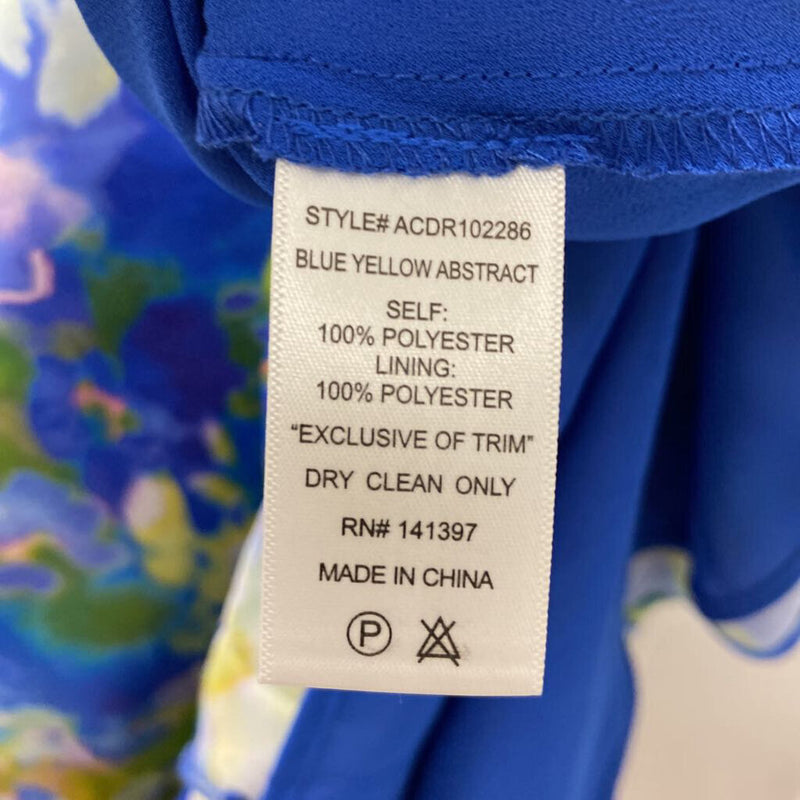 STYLE# ACDR102286
BLUE YELLOW ABSTRACT
SELF:
100% POLYESTER
LINING:
100% POLYESTER
"EXCLUSIVE OF TRIM"
DRY CLEAN ONLY
RN# 141397
MADE IN CHINA
P